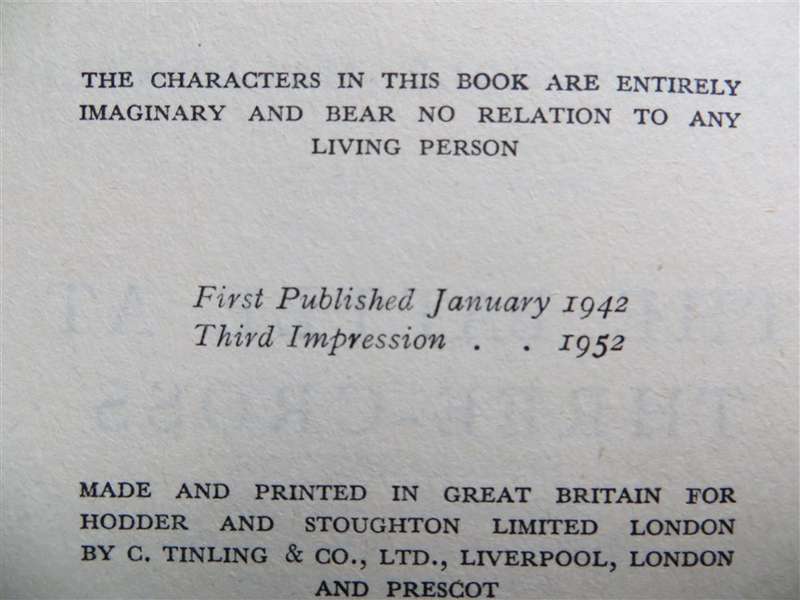 THE CHARACTERS IN THIS BOOK ARE ENTIRELY
IMAGINARY AND BEAR NO RELATION TO ANY
LIVING PERSON
First Published January 1942
Third Impression . . 1952
MADE AND PRINTED IN GREAT BRITAIN FOR
HODDER AND STOUGHTON LIMITED LONDON
BY C. TINLING & CO., LTD., LIVERPOOL, LONDON
AND PRESCOT